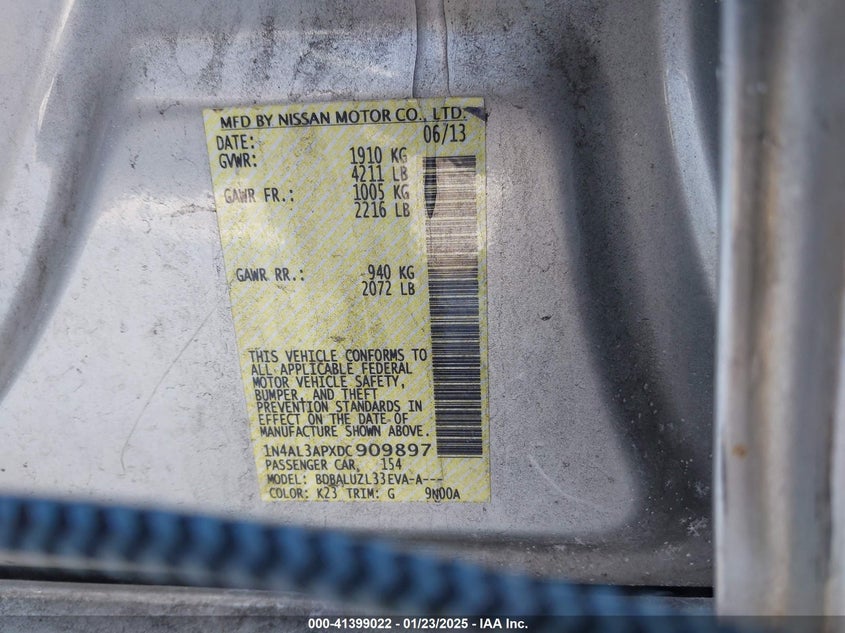 MFD BY NISSAN MOTOR CO., LTD.
DATE: 06/13
GVWR: 1910 KG
4211 LB
GAWR FR.: 1005 KG
2216 LB
GAWR RR.: 940 KG
2072 LB
THIS VEHICLE CONFORMS TO
ALL APPLICABLE FEDERAL
MOTOR VEHICLE SAFETY,
BUMPER, AND THEFT
PREVENTION STANDARDS IN
EFFECT ON THE DATE OF
MANUFACTURE SHOWN ABOVE.
1N4AL3APXDC909897
PASSENGER CAR, 154
MODEL: BDBALUZL33EVA-A---
COLOR: K23 TRIM: G 9N00A
000-41399022 - 01/23/2025 - IAA Inc.